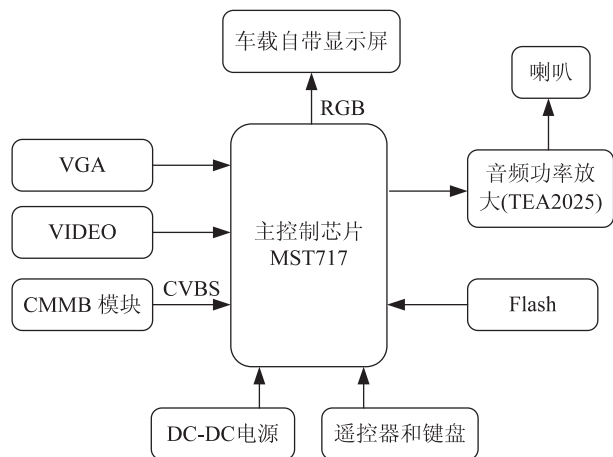 车载自带显示屏
喇叭
RGB
VGA
音频功率放
大(TEA2025)
VIDEO
主控制芯片
MST717
CMMB 模块
CVBS
Flash
DC-DC电源
遥控器和键盘